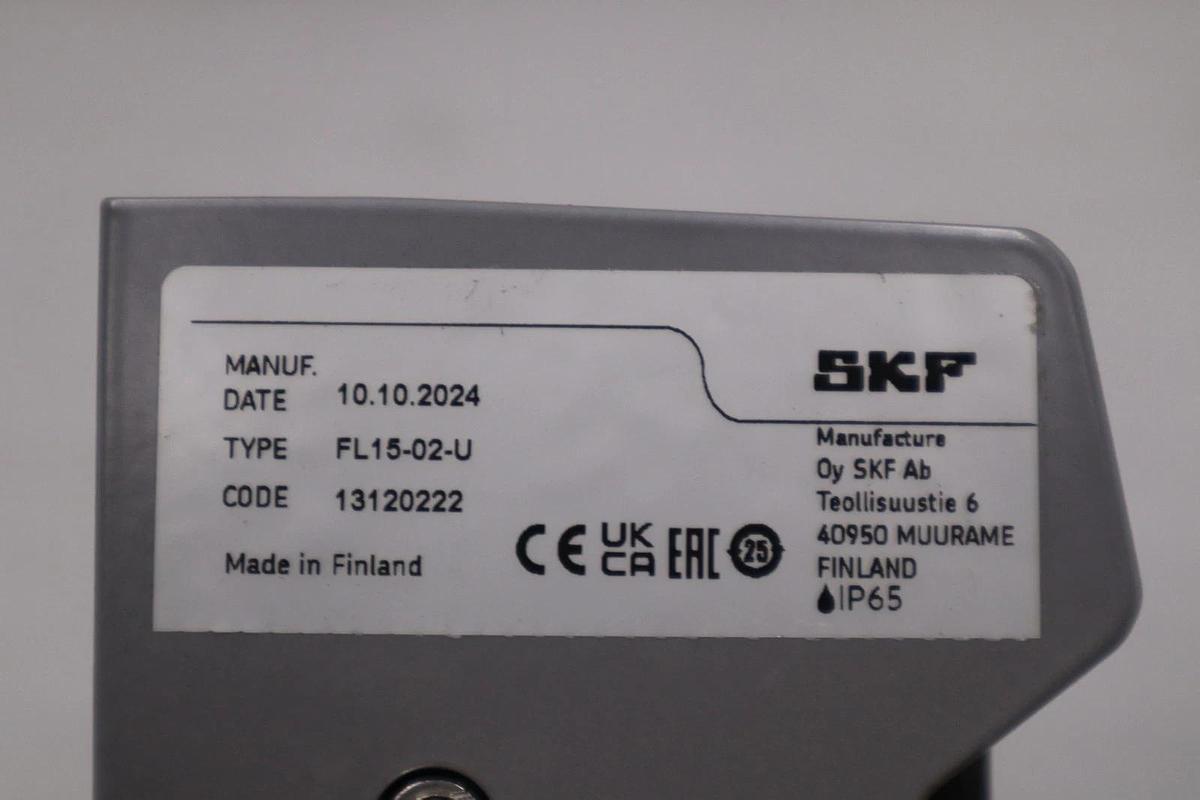 SKF
MANUF.
DATE 10.10.2024
TYPE FL15-02-U
CODE 13120222
Made in Finland
CE UK CA EAC 25
Manufacture
Oy SKF Ab
Teollisuustie 6
40950 MUURAME
FINLAND
IP65